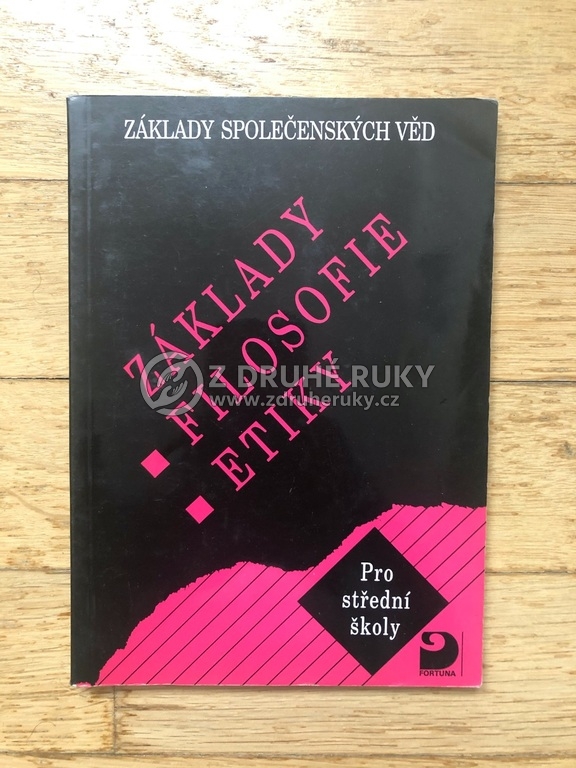 ZÁKLADY SPOLEČENSKÝCH VĚD
ZÁKLADY
FILOSOFIE
ETIKY
Z DRUHÉ RUKY
www.zdruheruky.cz
Pro
střední
školy
FORTUNA